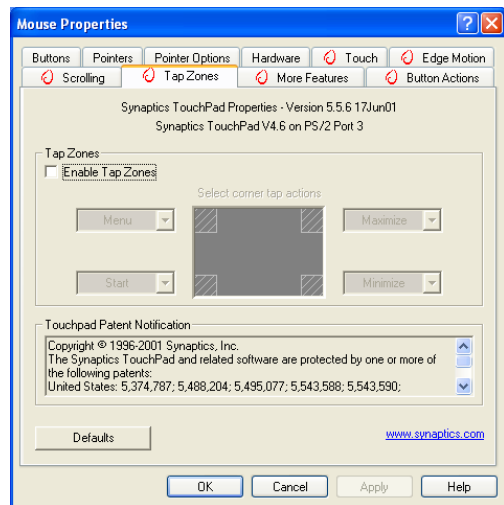 Mouse Properties
Buttons Pointers Pointer Options Hardware Touch Edge Motion
Scrolling Tap Zones More Features Button Actions
Synaptics TouchPad Properties - Version 5.5.6 17Jun01
Synaptics TouchPad V4.6 on PS/2 Port 3
Tap Zones
Enable Tap Zones
Select corner tap actions
Menu Maximize
Start Minimize
Touchpad Patent Notification
Copyright © 1996-2001 Synaptics, Inc.
The Synaptics TouchPad and related software are protected by one or more of
the following patents:
United States: 5,374,787; 5,488,204; 5,495,077; 5,543,588; 5,543,590;
Defaults www.synaptics.com
OK Cancel Apply Help